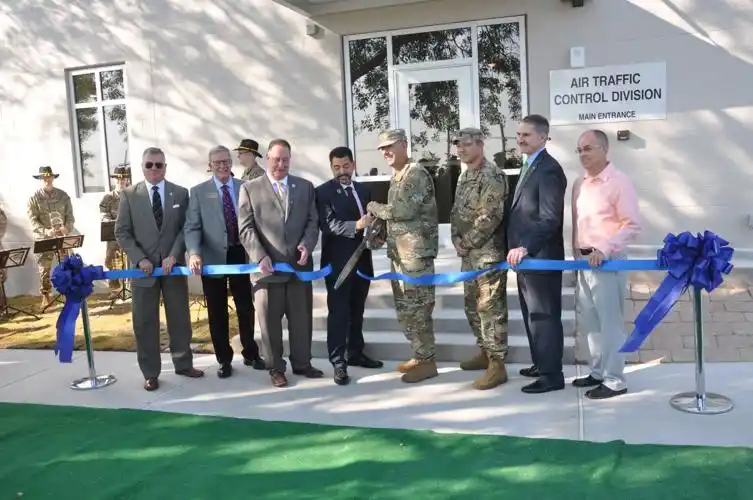 AIR TRAFFIC
CONTROL DIVISION
MAIN ENTRANCE